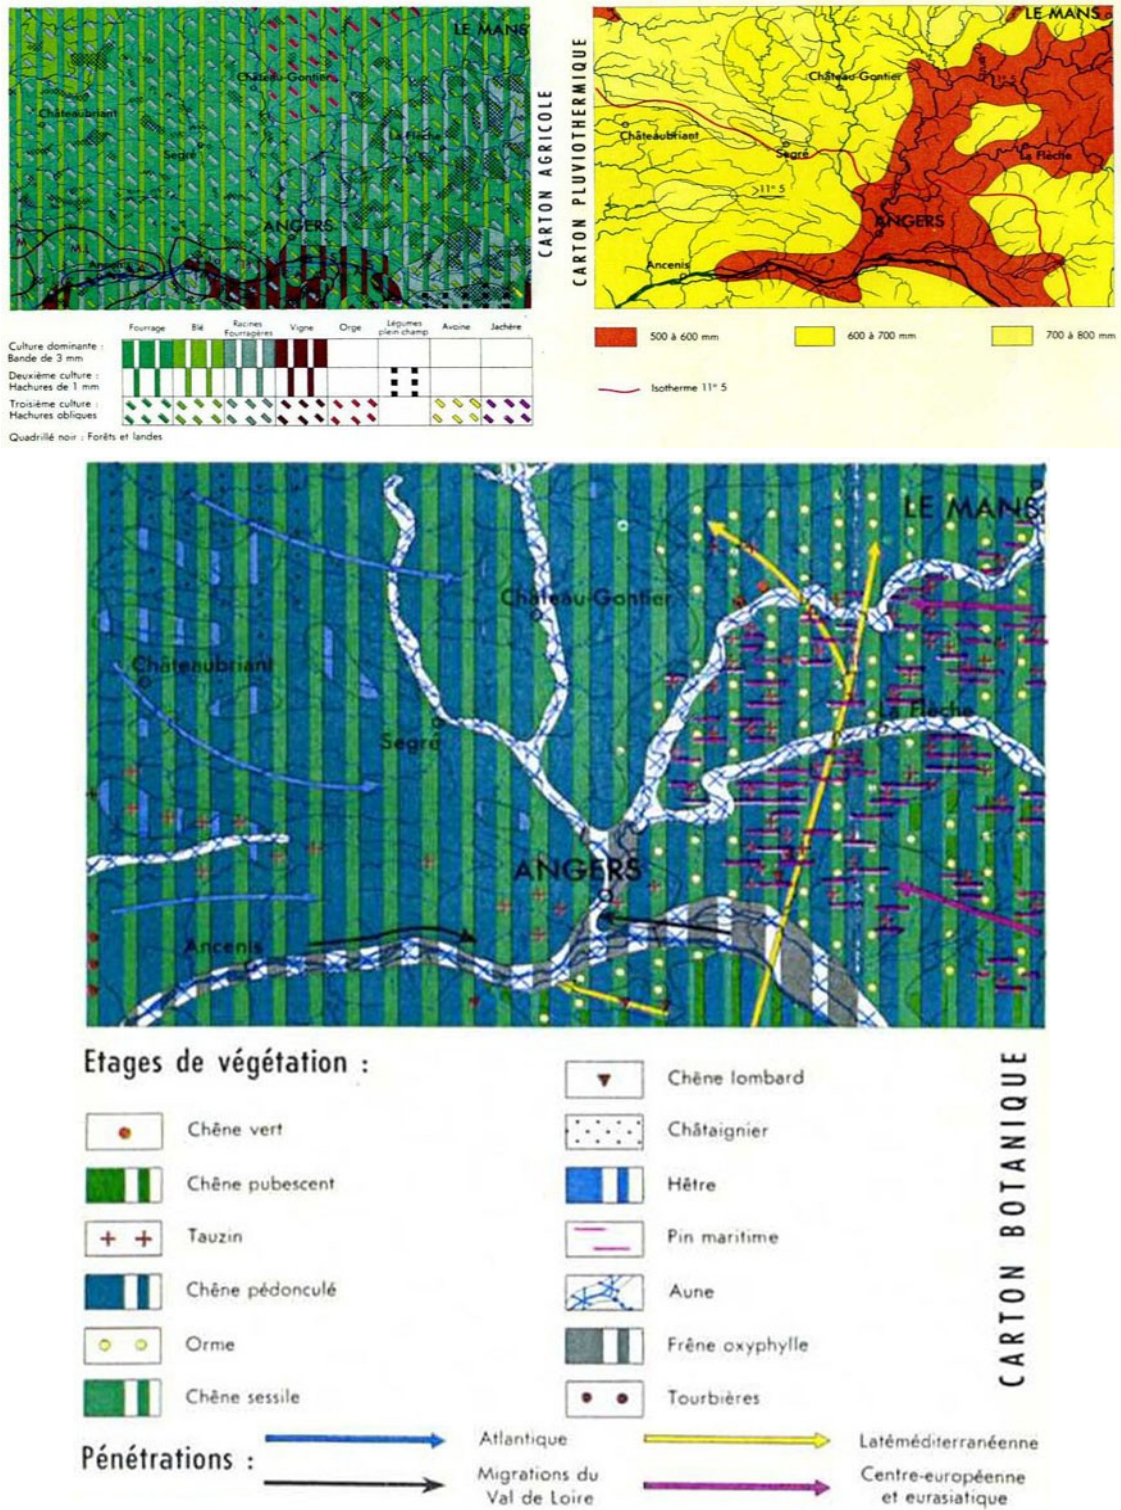 LE MANS
Château-Gontier
Châteaubriant
La Flèche
Segré
ANGERS
M
M
Ancenis
CARTON AGRICOLE
Fourrage Blé Racines Fourragères Vigne Orge Légumes plein champ Avoine Jachère
Culture dominante :
Bande de 3 mm
Deuxième culture :
Hachures de 1 mm
Troisième culture :
Hachures obliques
Quadrillé noir : Forêts et landes
CARTON PLUVIOTHERMIQUE
LE MANS
11° 5
Château-Gontier
Châteaubriant
Segré
La Flèche
>11° 5
ANGERS
Ancenis
500 à 600 mm
600 à 700 mm
700 à 800 mm
Isotherme 11° 5
LE MANS
Château-Gontier
Châteaubriant
La Flèche
Segré
ANGERS
Ancenis
Etages de végétation :
Chêne vert
Chêne pubescent
Tauzin
Chêne pédonculé
Orme
Chêne sessile
Chêne lombard
Châtaignier
Hêtre
Pin maritime
Aune
Frêne oxyphylle
Tourbières
CARTON BOTANIQUE
Pénétrations :
Atlantique
Migrations du
Val de Loire
Latéméditerranéenne
Centre-européenne
et eurasiatique